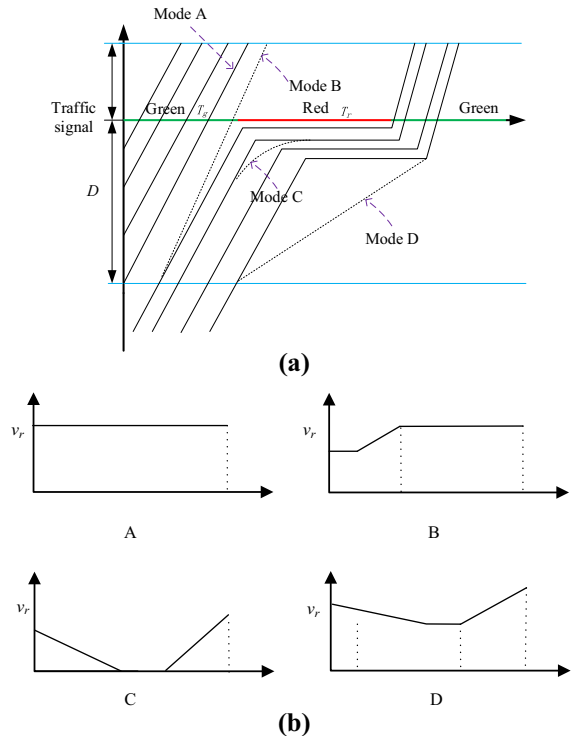 Mode A
Mode B
Traffic
signal
Green T_g Red T_r Green
D
Mode C
Mode D
(a)
v_r
v_r
A
B
v_r
v_r
C
D
(b)